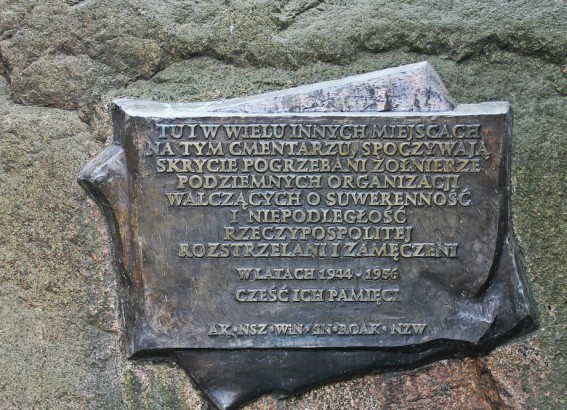 TU I W WIELU INNYCH MIEJSCACH
NA TYM CMENTARZU, SPOCZYWAJĄ
SKRYCIE POGRZEBANI ŻOŁNIERZE
PODZIEMNYCH ORGANIZACJI
WALCZĄCYCH O SUWERENNOŚĆ
I NIEPODLEGŁOŚĆ
RZECZYPOSPOLITEJ
ROZSTRZELANI I ZAMĘCZENI
W LATACH 1944 - 1956
CZEŚĆ ICH PAMIĘCI
AK • NSZ • WiN • SN • ROAK • NZW